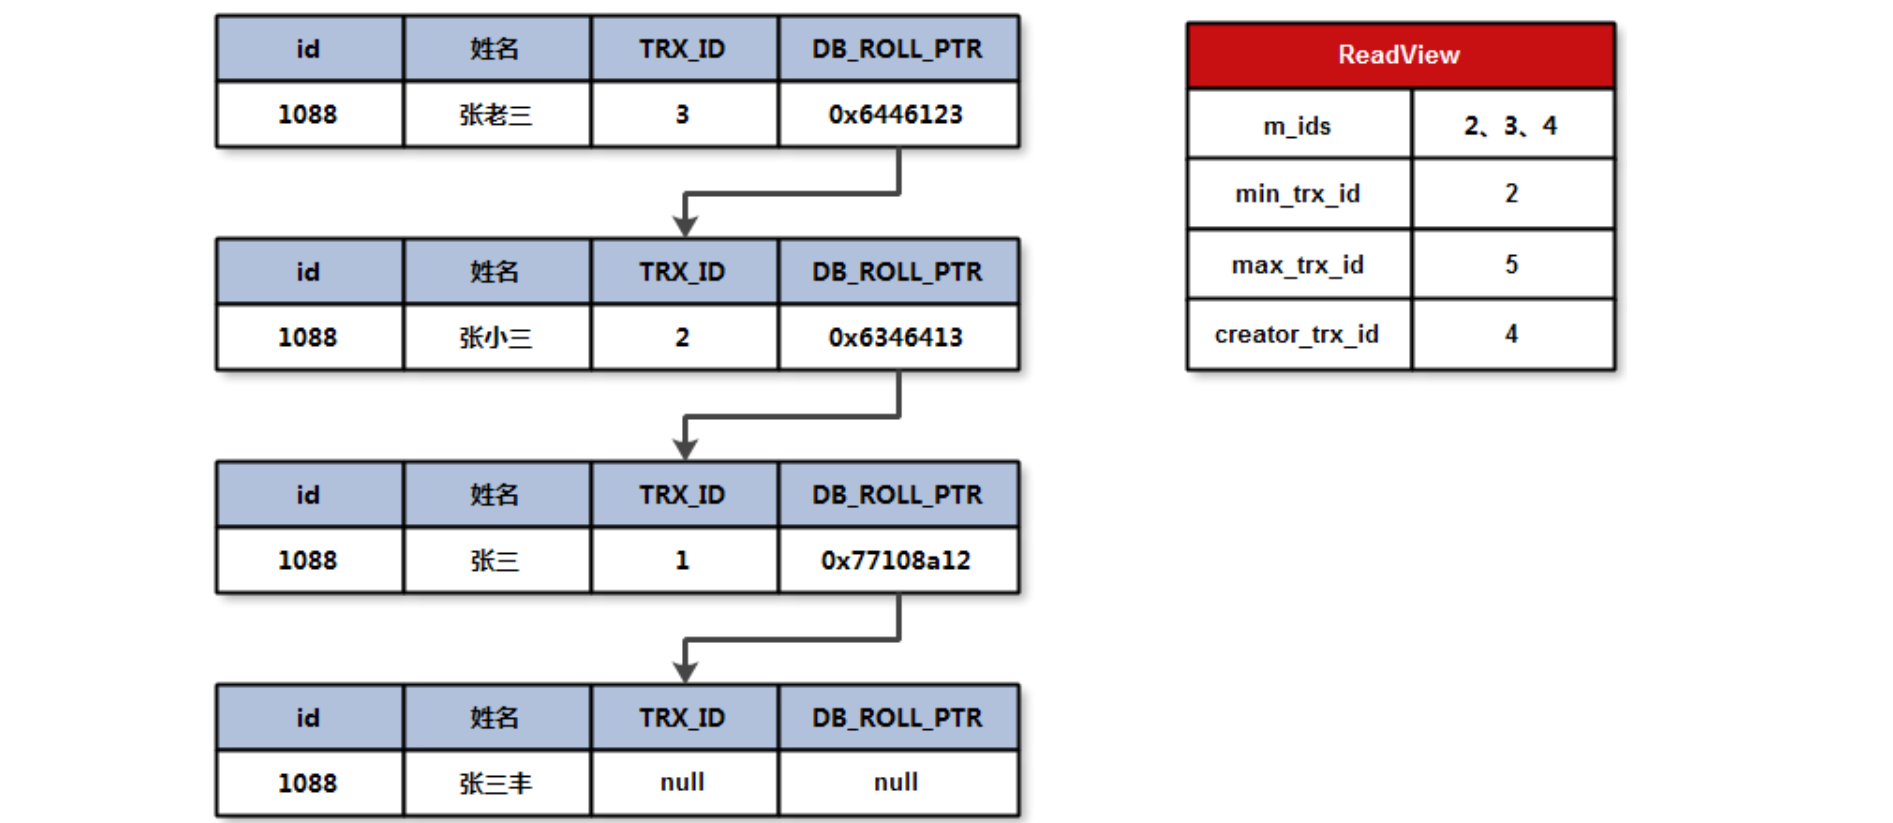 id 姓名 TRX_ID DB_ROLL_PTR
1088 张老三 3 0x6446123
id 姓名 TRX_ID DB_ROLL_PTR
1088 张小三 2 0x6346413
id 姓名 TRX_ID DB_ROLL_PTR
1088 张三 1 0x77108a12
id 姓名 TRX_ID DB_ROLL_PTR
1088 张三丰 null null
ReadView
m_ids 2、3、4
min_trx_id 2
max_trx_id 5
creator_trx_id 4